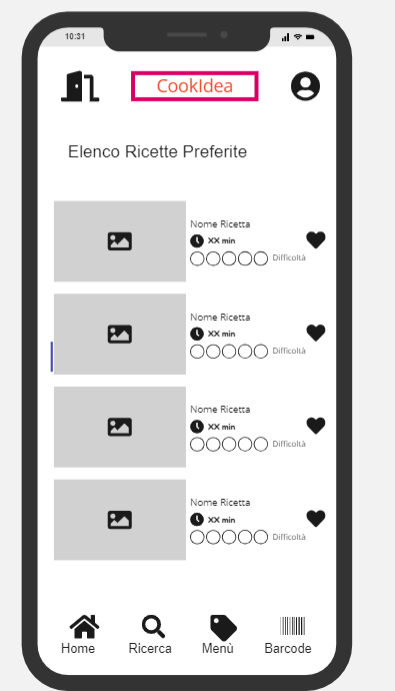 10:31
CookIdea
Elenco Ricette Preferite
Nome Ricetta
XX min
Difficoltà
Nome Ricetta
XX min
Difficoltà
Nome Ricetta
XX min
Difficoltà
Nome Ricetta
XX min
Difficoltà
Home Ricerca Menù Barcode